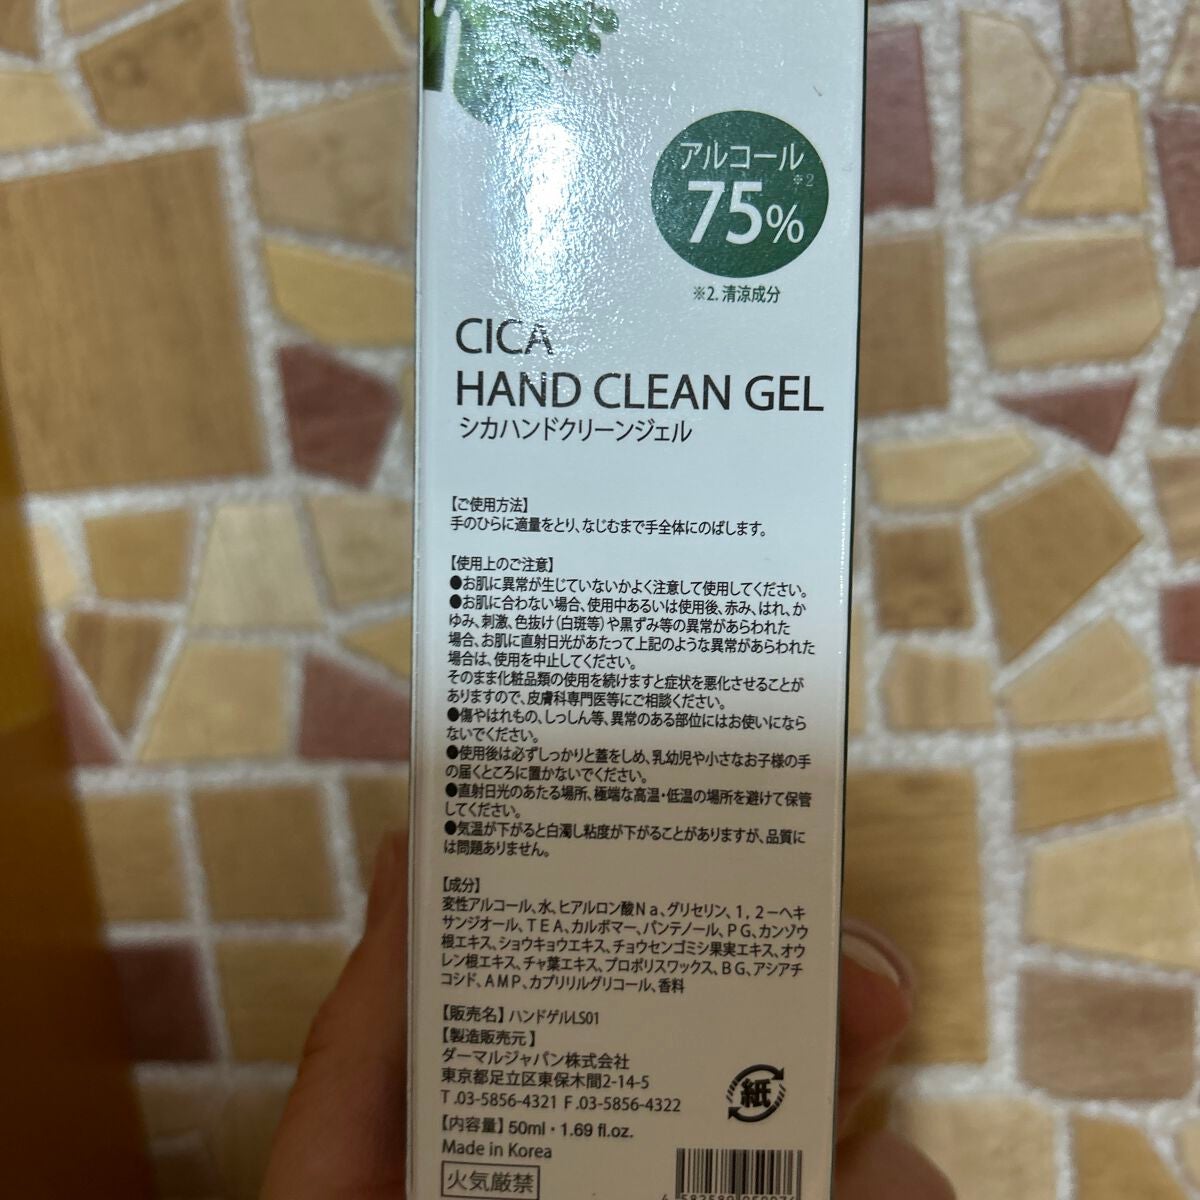 アルコール
75%※2
※2. 清涼成分
CICA
HAND CLEAN GEL
シカハンドクリーンジェル
【ご使用方法】
手のひらに適量をとり、なじむまで手全体にのばします。
【使用上のご注意】
●お肌に異常が生じていないかよく注意して使用してください。
●お肌に合わない場合、使用中あるいは使用後、赤み、はれ、か
ゆみ、刺激、色抜け(白斑等)や黒ずみ等の異常があらわれた
場合、お肌に直射日光があたって上記のような異常があらわれた
場合は、使用を中止してください。
そのまま化粧品類の使用を続けますと症状を悪化させることが
ありますので、皮膚科専門医等にご相談ください。
●傷やはれもの、しっしん等、異常のある部位にはお使いになら
ないでください。
●使用後は必ずしっかりと蓋をしめ、乳幼児や小さなお子様の手
の届くところに置かないでください。
●直射日光のあたる場所、極端な高温・低温の場所を避けて保管
してください。
●気温が下がると白濁し粘度が下がることがありますが、品質に
は問題ありません。
【成分】
変性アルコール、水、ヒアルロン酸Na、グリセリン、1,2-ヘキ
サンジオール、TEA、カルボマー、パンテノール、PG、カンゾウ
根エキス、ショウキョウエキス、チョウセンゴミシ果実エキス、オウ
レン根エキス、チャ葉エキス、プロポリスワックス、BG、アシアチ
コシド、AMP、カプリリルグリコール、香料
【販売名】ハンドゲルLS01
【製造販売元】
ダーマルジャパン株式会社
東京都足立区東保木間2-14-5
T .03-5856-4321 F .03-5856-4322
【内容量】50ml・1.69 fl.oz.
Made in Korea
紙
火気厳禁